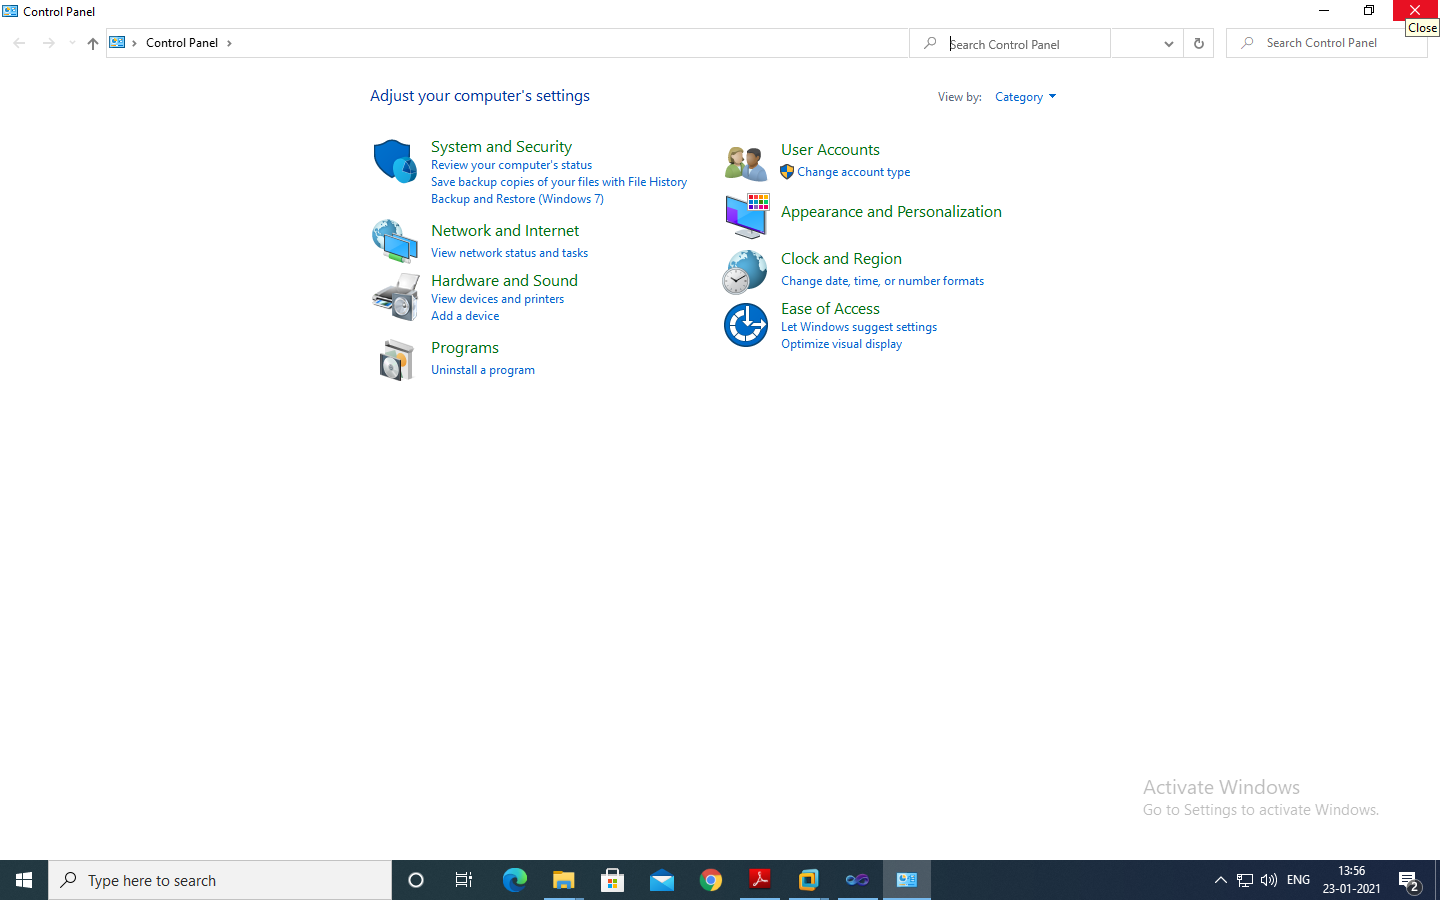 Control Panel
Close
Control Panel
Search Control Panel
Search Control Panel
Adjust your computer's settings
View by: Category
System and Security
Review your computer's status
Save backup copies of your files with File History
Backup and Restore (Windows 7)
Network and Internet
View network status and tasks
Hardware and Sound
View devices and printers
Add a device
Programs
Uninstall a program
User Accounts
Change account type
Appearance and Personalization
Clock and Region
Change date, time, or number formats
Ease of Access
Let Windows suggest settings
Optimize visual display
Activate Windows
Go to Settings to activate Windows.
Type here to search
ENG
13:56
23-01-2021
2